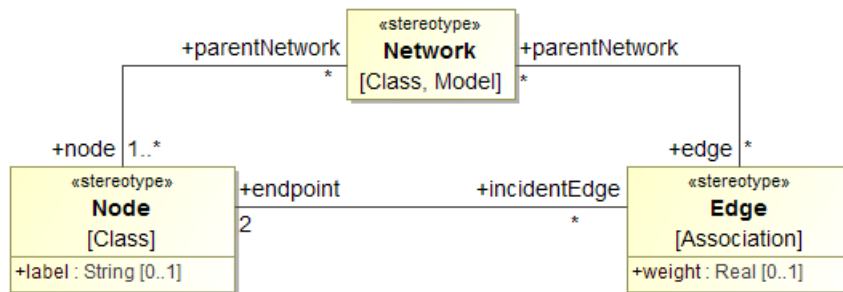 «stereotype»
Network
[Class, Model]
+parentNetwork
*
+parentNetwork
*
+node
1..*
+edge
*
«stereotype»
Node
[Class]
+label : String [0..1]
+endpoint
2
+incidentEdge
*
«stereotype»
Edge
[Association]
+weight : Real [0..1]